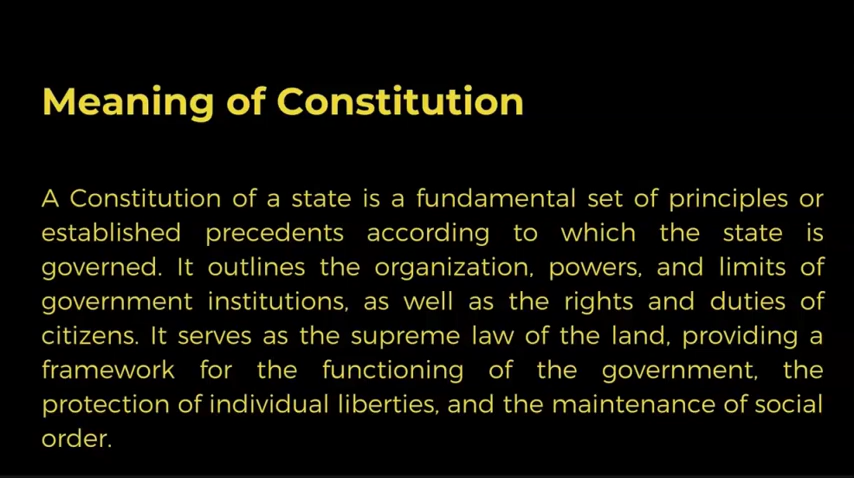 Meaning of Constitution
A Constitution of a state is a fundamental set of principles or
established precedents according to which the state is
governed. It outlines the organization, powers, and limits of
government institutions, as well as the rights and duties of
citizens. It serves as the supreme law of the land, providing a
framework for the functioning of the government, the
protection of individual liberties, and the maintenance of social
order.